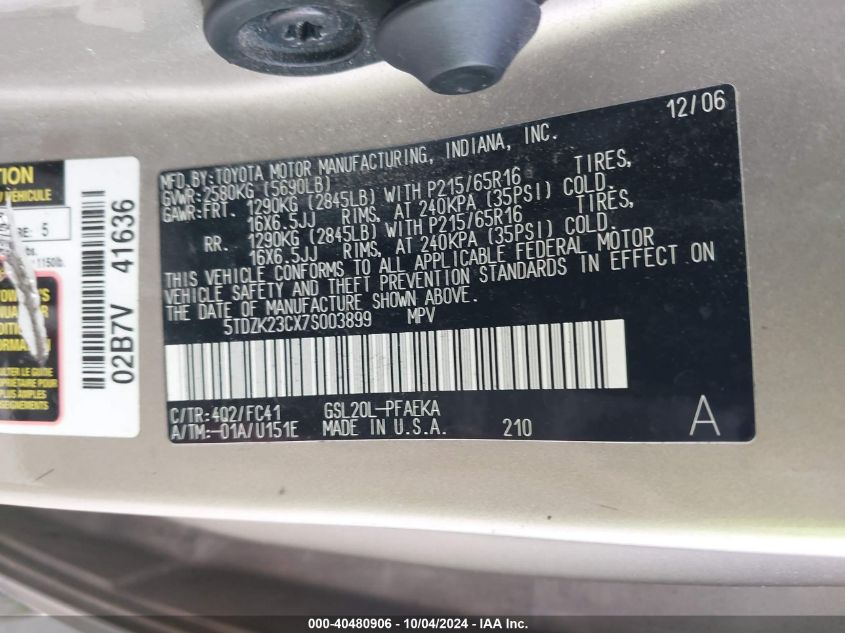 12/06
MFD.BY:TOYOTA MOTOR MANUFACTURING, INDIANA, INC.
GVWR:2580KG (5690LB)
GAWR:FRT. 1290KG (2845LB) WITH P215/65R16 TIRES,
16X6.5JJ RIMS, AT 240KPA (35PSI) COLD.
RR. 1290KG (2845LB) WITH P215/65R16 TIRES,
16X6.5JJ RIMS, AT 240KPA (35PSI) COLD.
THIS VEHICLE CONFORMS TO ALL APPLICABLE FEDERAL MOTOR
VEHICLE SAFETY AND THEFT PREVENTION STANDARDS IN EFFECT ON
THE DATE OF MANUFACTURE SHOWN ABOVE.
5TDZK23CX7S003899 MPV
C/TR:4Q2/FC41 GSL20L-PFAEKA
A/TM:-01A/U151E MADE IN U.S.A. 210
A
TION
VÉHICULE
RE: 5
1150lb.
02B7V 41636
000-40480906 - 10/04/2024 - IAA Inc.